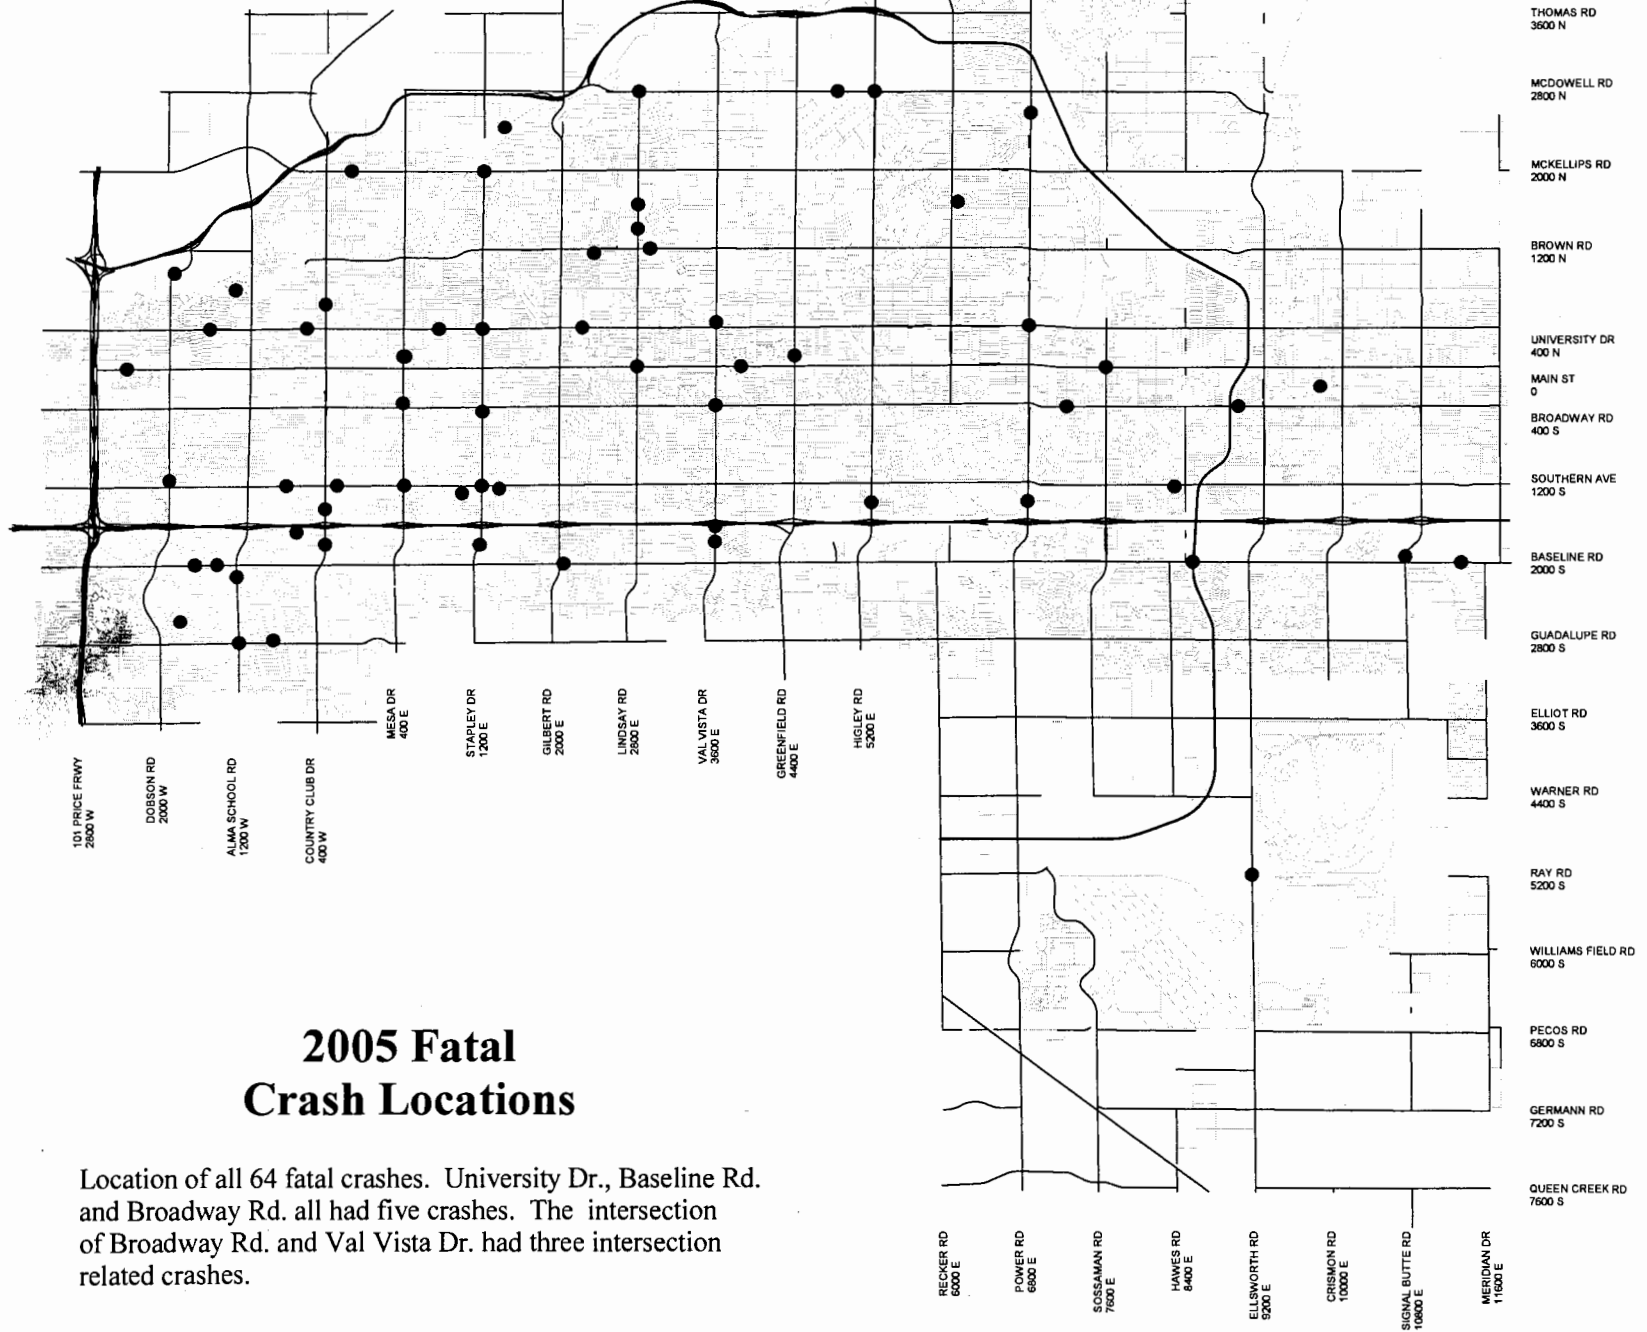 THOMAS RD
3600 N
MCDOWELL RD
2800 N
MCKELLIPS RD
2000 N
BROWN RD
1200 N
UNIVERSITY DR
400 N
MAIN ST
0
BROADWAY RD
400 S
SOUTHERN AVE
1200 S
BASELINE RD
2000 S
GUADALUPE RD
2800 S
ELLIOT RD
3600 S
WARNER RD
4400 S
RAY RD
5200 S
WILLIAMS FIELD RD
6000 S
PECOS RD
6800 S
GERMANN RD
7200 S
QUEEN CREEK RD
7600 S
101 PRICE FRWY
2800 W
DOBSON RD
2000 W
ALMA SCHOOL RD
1200 W
COUNTRY CLUB DR
400 W
MESA DR
400 E
STAPLEY DR
1200 E
GILBERT RD
2000 E
LINDSAY RD
2800 E
VAL VISTA DR
3600 E
GREENFIELD RD
4400 E
HIGLEY RD
5200 E
RECKER RD
6000 E
POWER RD
6800 E
SOSSAMAN RD
7600 E
HAWES RD
8400 E
ELLSWORTH RD
9200 E
CRISMON RD
10000 E
SIGNAL BUTTE RD
10800 E
MERIDIAN DR
11600 E
2005 Fatal
Crash Locations
Location of all 64 fatal crashes. University Dr., Baseline Rd.
and Broadway Rd. all had five crashes. The intersection
of Broadway Rd. and Val Vista Dr. had three intersection
related crashes.